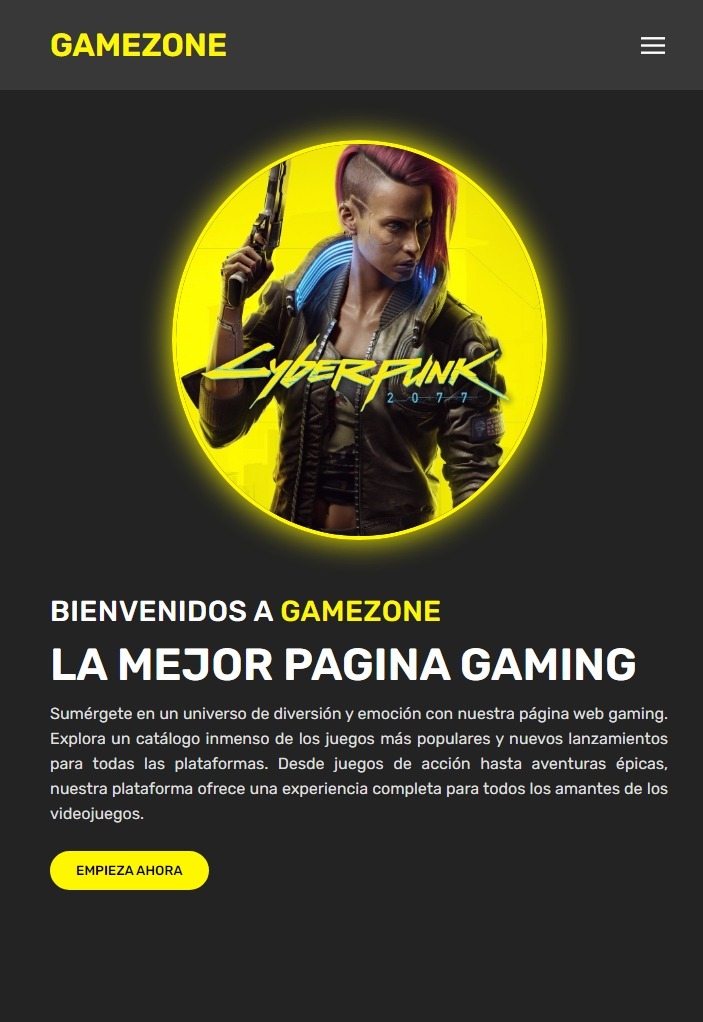 GAMEZONE
CYBERPUNK
2077
BIENVENIDOS A GAMEZONE
LA MEJOR PAGINA GAMING
Sumérgete en un universo de diversión y emoción con nuestra página web gaming.
Explora un catálogo inmenso de los juegos más populares y nuevos lanzamientos
para todas las plataformas. Desde juegos de acción hasta aventuras épicas,
nuestra plataforma ofrece una experiencia completa para todos los amantes de los
videojuegos.
EMPIEZA AHORA